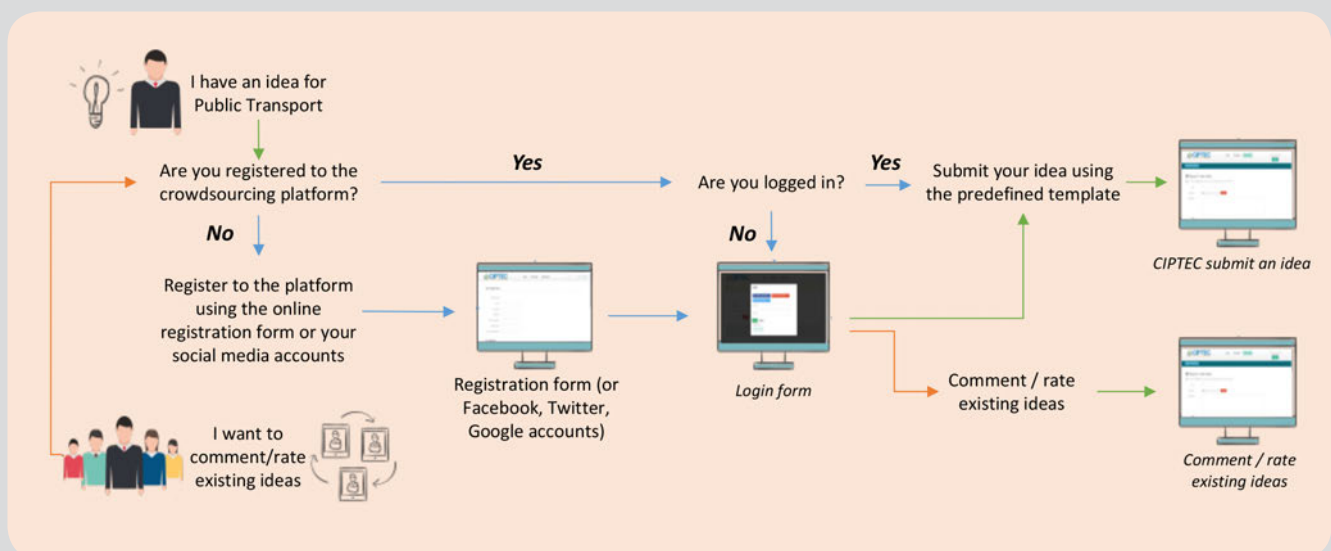 I have an idea for
Public Transport
Are you registered to the
crowdsourcing platform?
Yes
Are you logged in?
Yes
Submit your idea using
the predefined template
CIPTEC submit an idea
No
No
Register to the platform
using the online
registration form or your
social media accounts
CIPTEC
Registration form (or
Facebook, Twitter,
Google accounts)
Login form
Comment / rate
existing ideas
CIPTEC
Comment / rate
existing ideas
I want to
comment/rate
existing ideas